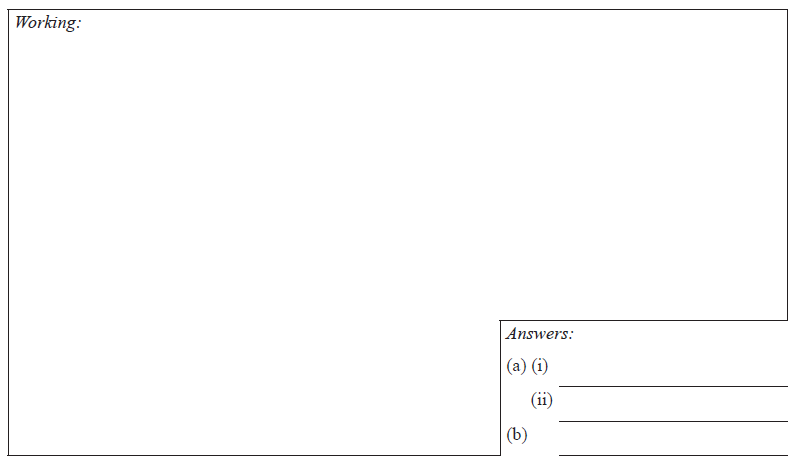 Working:
Answers:
(a) (i)
(ii)
(b)